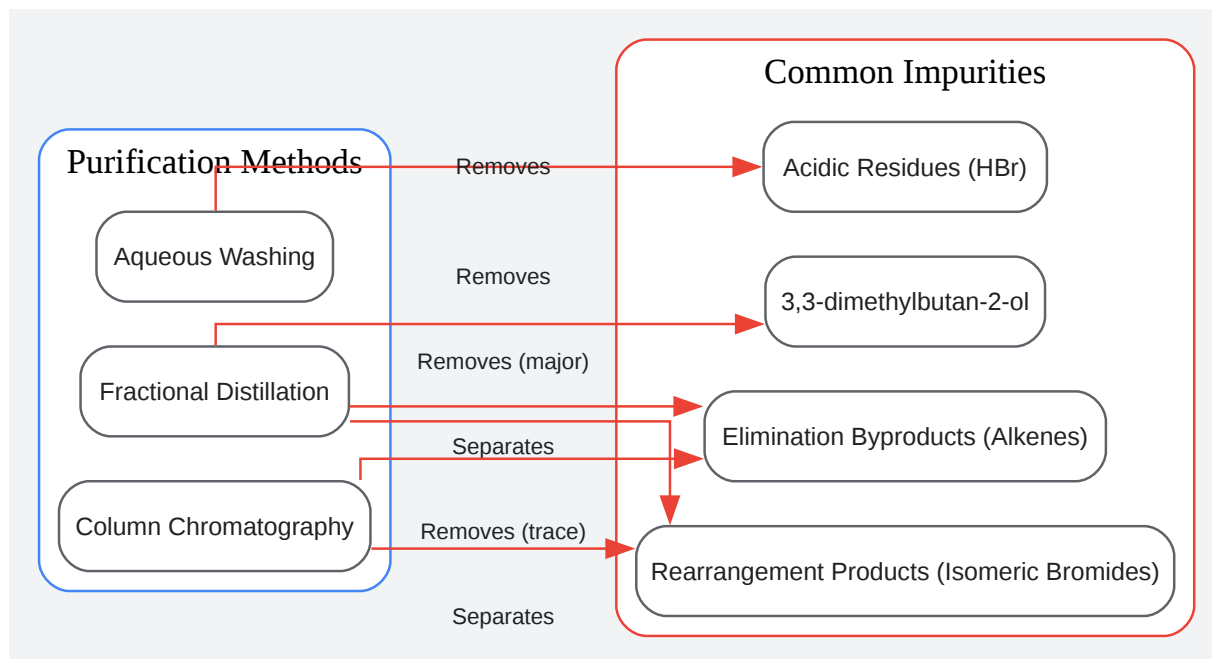 Common Impurities
Purification Methods
Removes
Acidic Residues (HBr)
Aqueous Washing
Removes
3,3-dimethylbutan-2-ol
Removes (major)
Fractional Distillation
Elimination Byproducts (Alkenes)
Separates
Column Chromatography
Removes (trace)
Rearrangement Products (Isomeric Bromides)
Separates